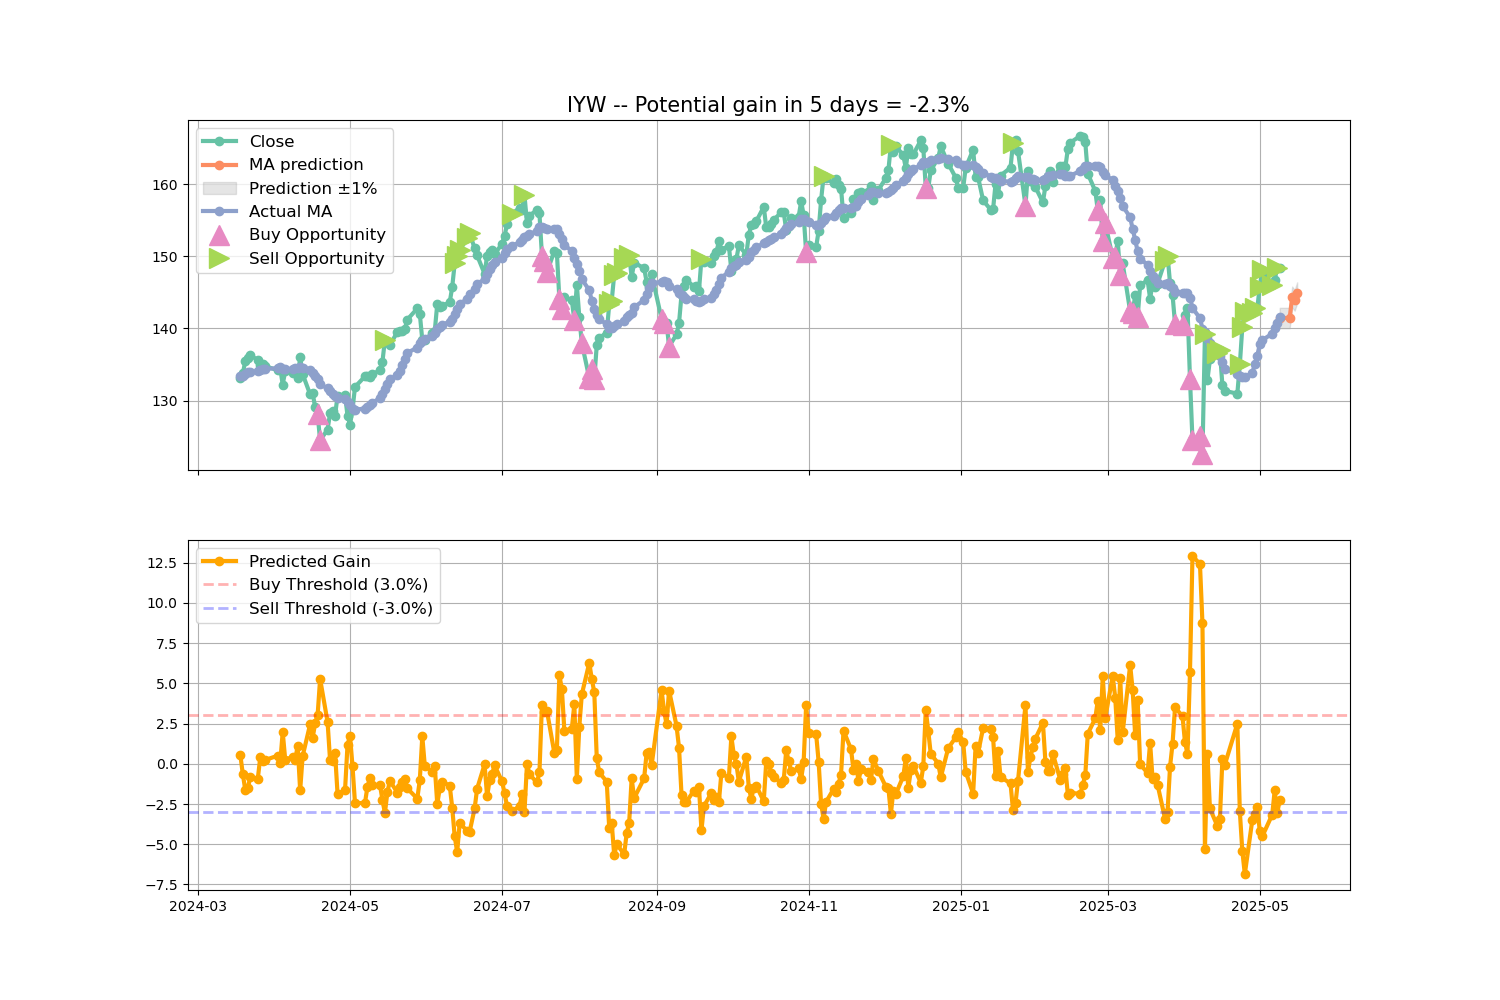 IYW -- Potential gain in 5 days = -2.3%
Close
MA prediction
Prediction ±1%
Actual MA
Buy Opportunity
Sell Opportunity
160
150
140
130
Predicted Gain
Buy Threshold (3.0%)
Sell Threshold (-3.0%)
12.5
10.0
7.5
5.0
2.5
0.0
−2.5
−5.0
−7.5
2024-03 2024-05 2024-07 2024-09 2024-11 2025-01 2025-03 2025-05